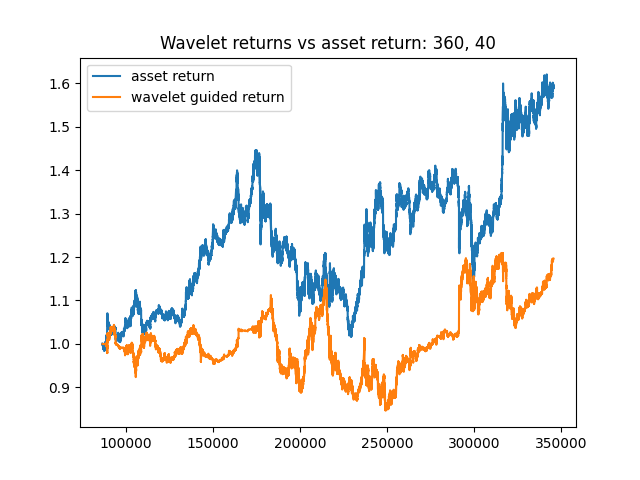 Wavelet returns vs asset return: 360, 40
asset return
wavelet guided return
1.6
1.5
1.4
1.3
1.2
1.1
1.0
0.9
100000 150000 200000 250000 300000 350000